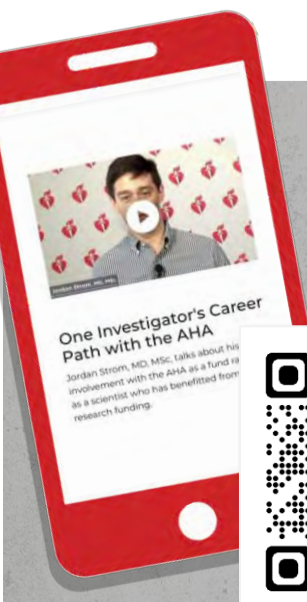 Jordan Strom, MD, MSc
One Investigator's Career
Path with the AHA
Jordan Strom, MD, MSc, talks about his
involvement with the AHA as a fund ra
as a scientist who has benefitted from
research funding.